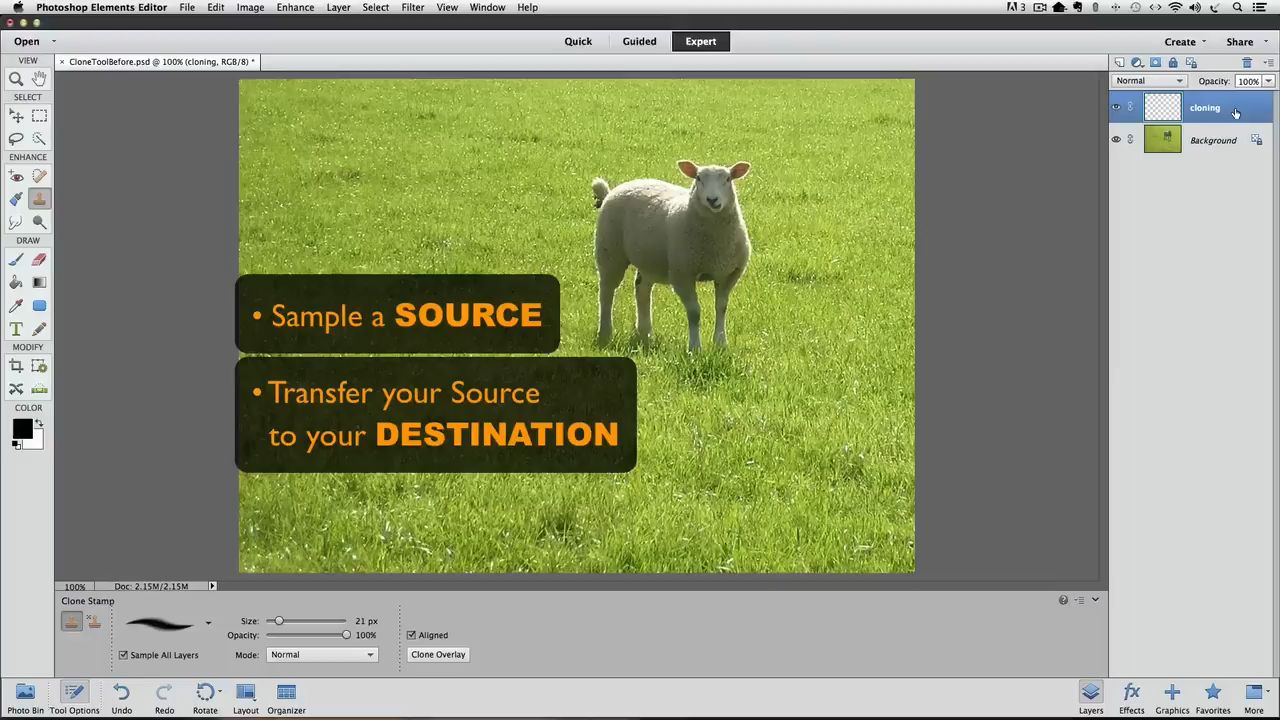 Photoshop Elements Editor File Edit Image Enhance Layer Select Filter View Window Help 3
Open Quick Guided Expert Create Share
VIEW × CloneToolBefore.psd @ 100% (cloning, RGB/8) *
Normal Opacity: 100%
SELECT
cloning
Background
ENHANCE
DRAW
• Sample a SOURCE
T
MODIFY
• Transfer your Source
to your DESTINATION
COLOR
100% Doc: 2.15M/2.15M
Clone Stamp
Size: 21 px
Opacity: 100% Aligned
Sample All Layers Mode: Normal Clone Overlay
Photo Bin Tool Options Undo Redo Rotate Layout Organizer Layers Effects Graphics Favorites More